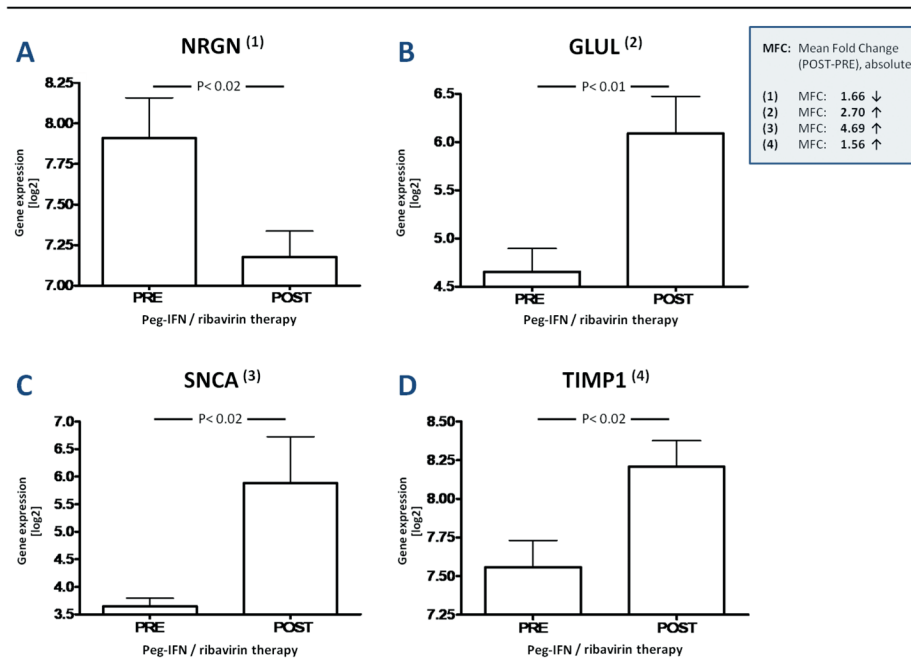 A
NRGN (1)
P< 0.02
Gene expression
[log2]
8.25
8.00
7.75
7.50
7.25
7.00
PRE
POST
Peg-IFN / ribavirin therapy
B
GLUL (2)
P< 0.01
Gene expression
[log2]
6.5
6.0
5.5
5.0
4.5
PRE
POST
Peg-IFN / ribavirin therapy
MFC: Mean Fold Change
(POST-PRE), absolute
(1) MFC: 1.66 ↓
(2) MFC: 2.70 ↑
(3) MFC: 4.69 ↑
(4) MFC: 1.56 ↑
C
SNCA (3)
P< 0.02
Gene expression
[log2]
7.0
6.5
6.0
5.5
5.0
4.5
4.0
3.5
PRE
POST
Peg-IFN / ribavirin therapy
D
TIMP1 (4)
P< 0.02
Gene expression
[log2]
8.50
8.25
8.00
7.75
7.50
7.25
PRE
POST
Peg-IFN / ribavirin therapy